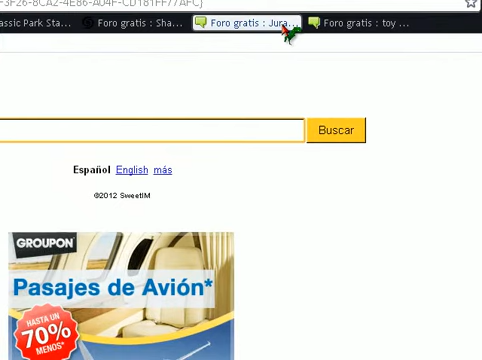 3F26-8CA2-4E86-A04F-CD181FF77AFC}
assic Park Sta... Foro gratis : Sha... Foro gratis : Jura... Foro gratis : toy ...
Buscar
Español English más
©2012 SweetIM
GROUPON
Pasajes de Avión*
HASTA UN
70%
MENOS*